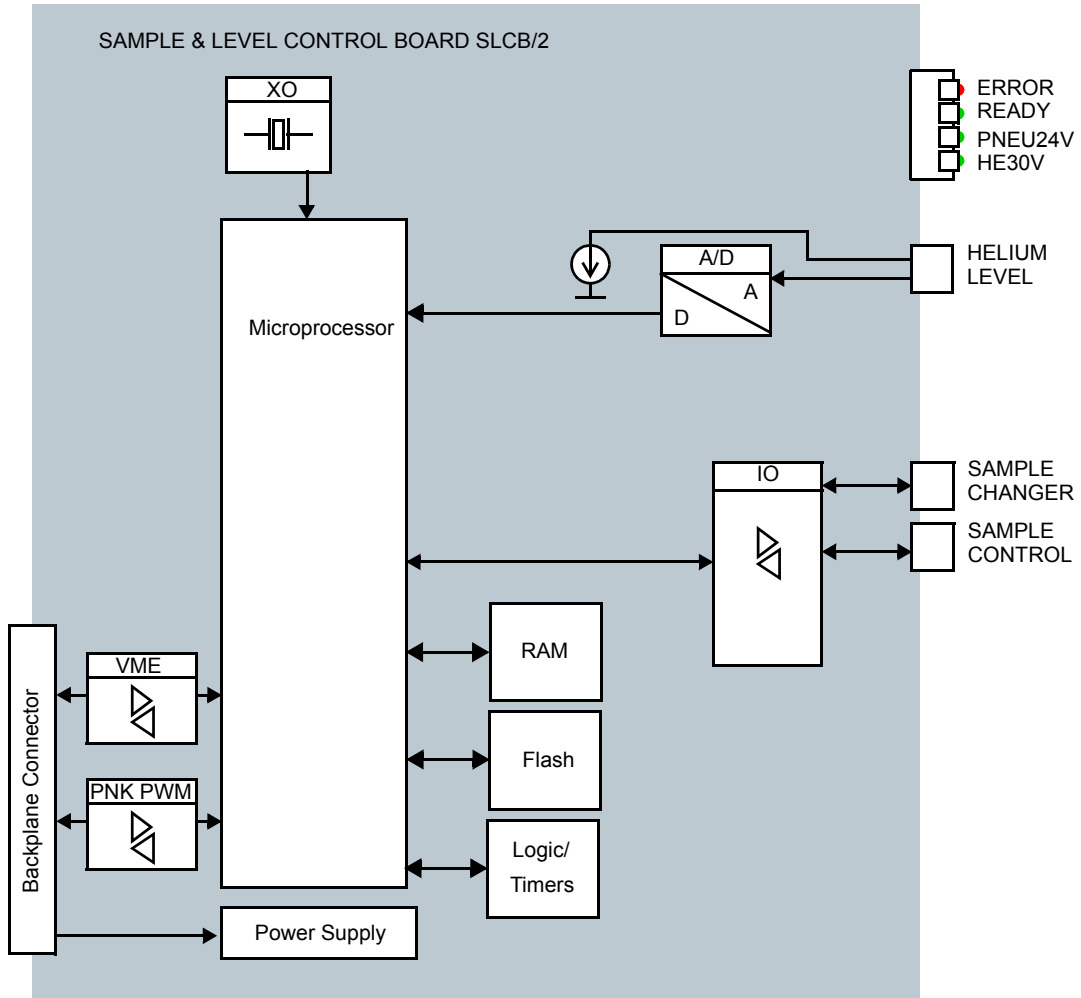 SAMPLE & LEVEL CONTROL BOARD SLCB/2
XO
ERROR
READY
PNEU24V
HE30V
A/D
A
D
HELIUM
LEVEL
Microprocessor
IO
SAMPLE
CHANGER
SAMPLE
CONTROL
RAM
VME
Flash
PNK PWM
Logic/
Timers
Backplane Connector
Power Supply